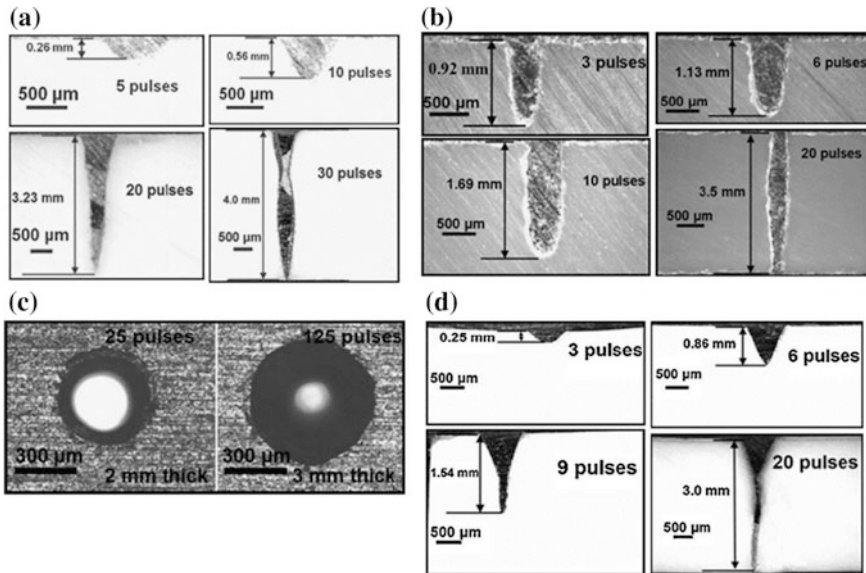 (a)
0.26 mm
500 µm
5 pulses
0.56 mm
10 pulses
500 µm
3.23 mm
20 pulses
500 µm
4.0 mm
30 pulses
500 µm
(b)
0.92 mm
3 pulses
500 µm
1.13 mm
6 pulses
500 µm
1.69 mm
10 pulses
500 µm
20 pulses
3.5 mm
500 µm
(c)
25 pulses
300 µm
2 mm thick
125 pulses
300 µm
3 mm thick
(d)
0.25 mm
3 pulses
500 µm
0.86 mm
6 pulses
500 µm
1.54 mm
9 pulses
500 µm
20 pulses
3.0 mm
500 µm